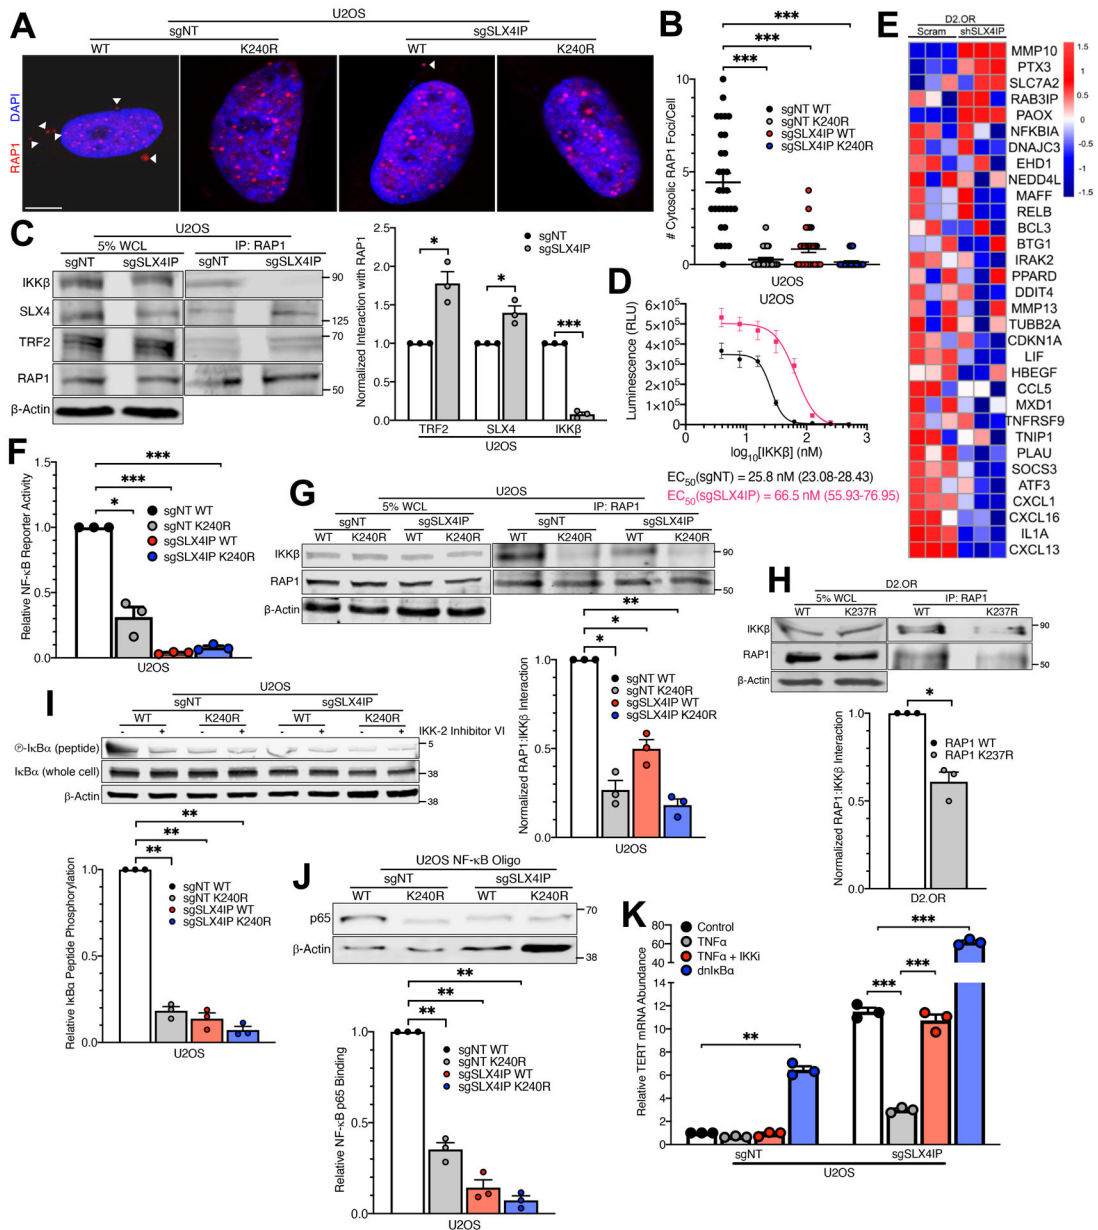 A
U2OS
sgNT
sgSLX4IP
WT
K240R
WT
K240R
RAP1 DAPI
B
***
***
***
# Cytosolic RAP1 Foci/Cell
10
5
0
sgNT WT
sgNT K240R
sgSLX4IP WT
sgSLX4IP K240R
U2OS
C
U2OS
5% WCL
IP: RAP1
sgNT
sgSLX4IP
sgNT
sgSLX4IP
IKKβ
90
SLX4
125
TRF2
RAP1
50
β-Actin
Normalized Interaction with RAP1
2.5
2.0
1.5
1.0
0.5
0.0
sgNT
sgSLX4IP
*
*
***
TRF2
SLX4
IKKβ
U2OS
D
Luminescence (RLU)
6×10⁵
5×10⁵
4×10⁵
3×10⁵
2×10⁵
1×10⁵
0
0
1
2
3
log₁₀[IKKβ] (nM)
EC₅₀(sgNT) = 25.8 nM (23.08-28.43)
EC₅₀(sgSLX4IP) = 66.5 nM (55.93-76.95)
E
D2.OR
Scram
shSLX4IP
MMP10
PTX3
SLC7A2
RAB3IP
PAOX
NFKBIA
DNAJC3
EHD1
NEDD4L
MAFF
RELB
BCL3
BTG1
IRAK2
PPARD
DDIT4
MMP13
TUBB2A
CDKN1A
LIF
HBEGF
CCL5
MXD1
TNFRSF9
TNIP1
PLAU
SOCS3
ATF3
CXCL1
CXCL16
IL1A
CXCL13
1.5
1
0.5
0
-0.5
-1
-1.5
F
Relative NF-κB Reporter Activity
1.5
1.0
0.5
0.0
***
***
*
sgNT WT
sgNT K240R
sgSLX4IP WT
sgSLX4IP K240R
U2OS
G
U2OS
5% WCL
IP: RAP1
sgNT
sgSLX4IP
sgNT
sgSLX4IP
WT
K240R
WT
K240R
WT
K240R
WT
K240R
IKKβ
90
RAP1
50
β-Actin
**
*
*
Normalized RAP1:IKKβ Interaction
1.0
0.5
0.0
sgNT WT
sgNT K240R
sgSLX4IP WT
sgSLX4IP K240R
U2OS
H
D2.OR
5% WCL
IP: RAP1
WT
K237R
WT
K237R
IKKβ
90
RAP1
50
β-Actin
*
Normalized RAP1:IKKβ Interaction
1.0
0.5
0.0
RAP1 WT
RAP1 K237R
D2.OR
I
U2OS
sgNT
sgSLX4IP
WT
K240R
WT
K240R
- + - + - + - +
IKK-2 Inhibitor VI
Ⓟ-IκBα (peptide)
5
IκBα (whole cell)
38
β-Actin
38
**
**
**
Relative IκBα Peptide Phosphorylation
1.0
0.5
0.0
sgNT WT
sgNT K240R
sgSLX4IP WT
sgSLX4IP K240R
U2OS
J
U2OS NF-κB Oligo
sgNT
sgSLX4IP
WT
K240R
WT
K240R
p65
70
β-Actin
38
**
**
**
Relative NF-κB p65 Binding
1.0
0.5
0.0
sgNT WT
sgNT K240R
sgSLX4IP WT
sgSLX4IP K240R
U2OS
K
Relative TERT mRNA Abundance
80
60
40
20
14
12
10
8
6
4
2
0
Control
TNFα
TNFα + IKKi
dnIκBα
**
***
***
***
sgNT
sgSLX4IP
U2OS